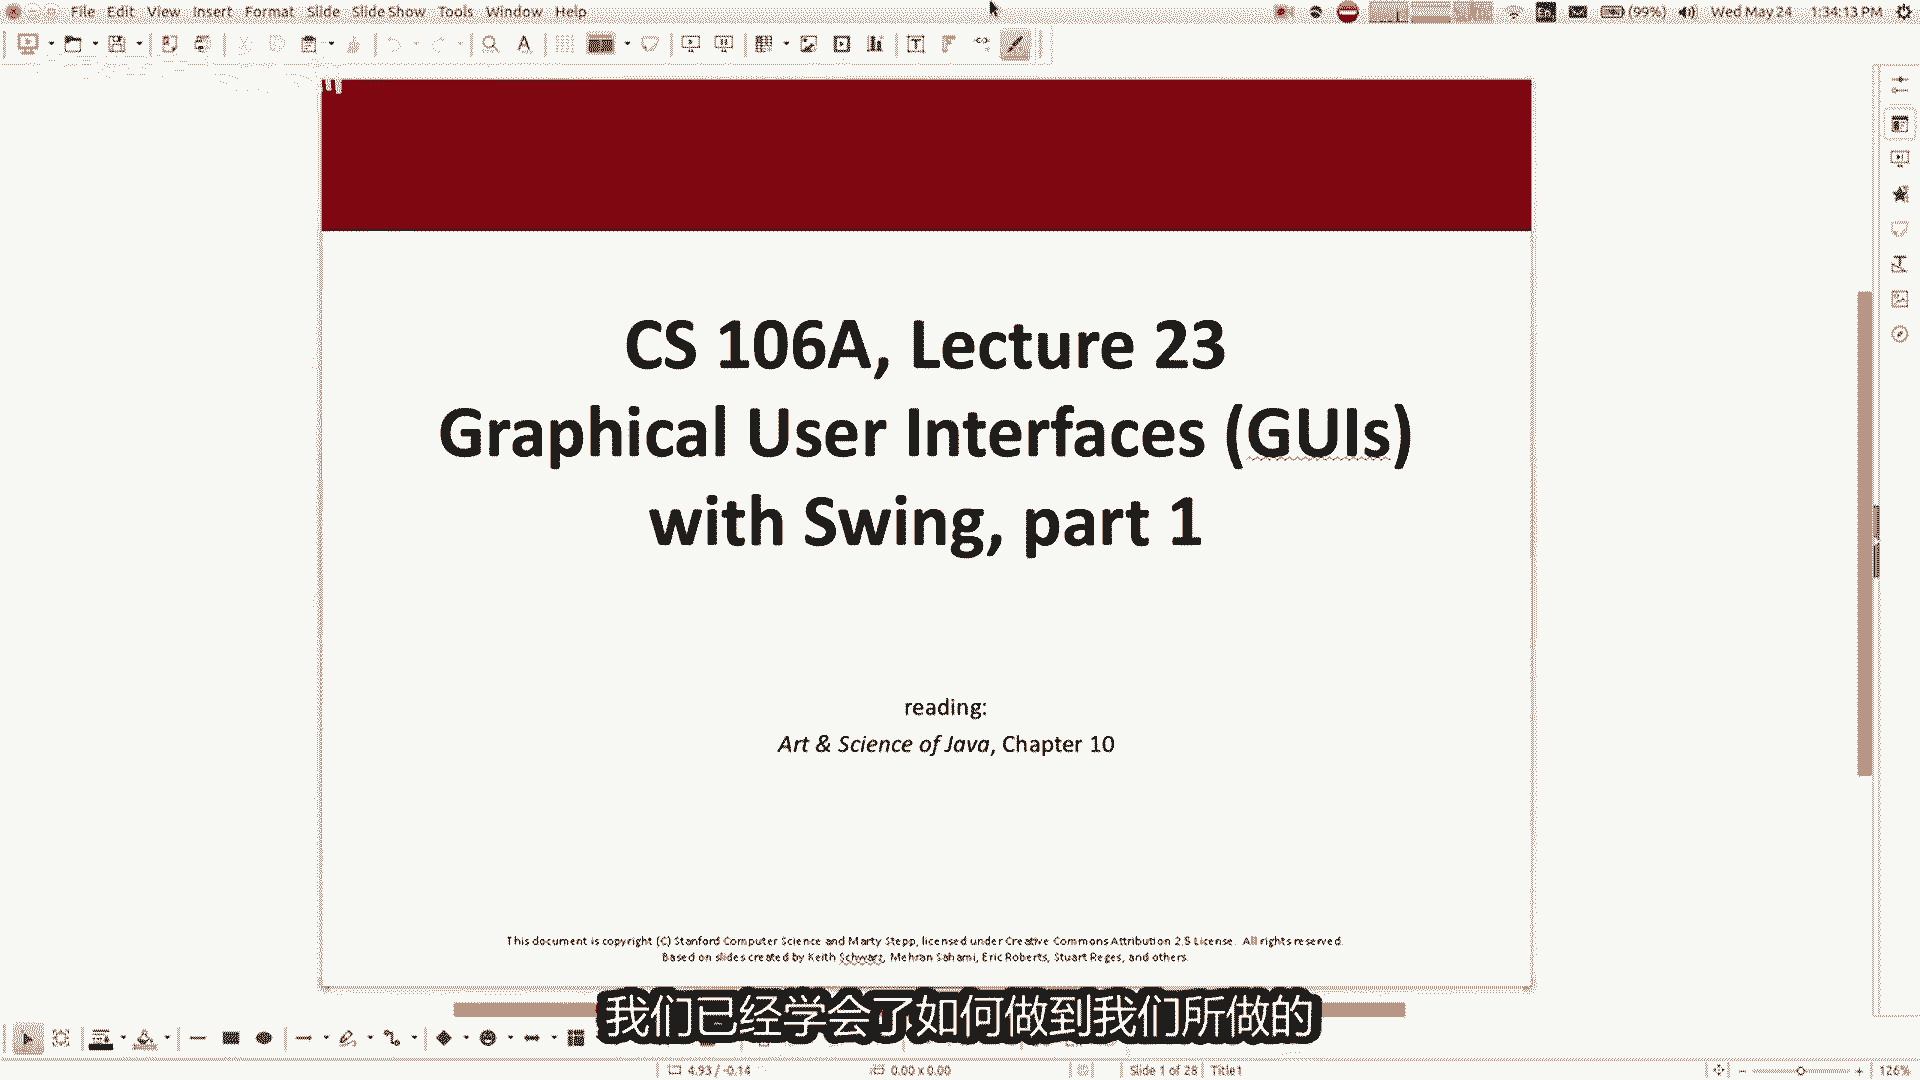 File Edit View Insert Format Slide Slide Show Tools Window Help
En (99%) Wed May 24 1:34:13 PM
CS 106A, Lecture 23
Graphical User Interfaces (GUIs)
with Swing, part 1
reading:
Art & Science of Java, Chapter 10
This document is copyright (C) Stanford Computer Science and Marty Stepp, licensed under Creative Commons Attribution 2.5 License. All rights reserved.
Based on slides created by Keith Schwarz, Mehran Sahami, Eric Roberts, Stuart Reges, and others.
我们已经学会了如何做到我们所做的
4.93 / -0.14 0.00 x 0.00 Slide 1 of 28 Title1 126%